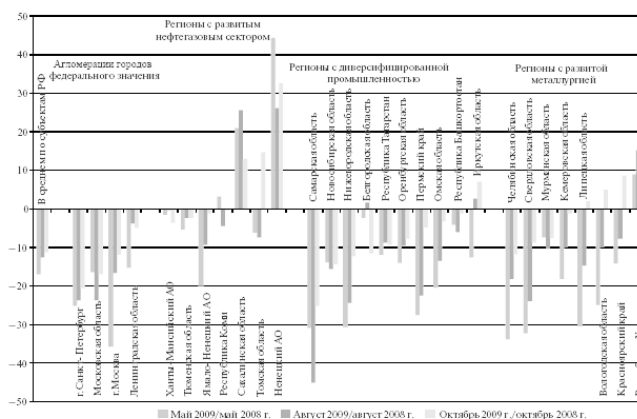 50
40
30
20
10
0
−10
−20
−30
−40
−50
Агломерации городов
федерального значения
Регионы с развитым
нефтегазовым сектором
Регионы с диверсифицированной
промышленностью
Регионы с развитой
металлургией
В среднем по субъектам РФ
г.Санкт- Петербург
Московская область
г.Москва
Ленинградская область
Ханты- Мансийский АО
Тюменская область
Ямало- Ненецкий АО
Республика Коми
Сахалинская область
Томская область
Ненецкий АО
Самарская область
Новосибирская область
Нижегородская область
Белгородская область
Республика Татарстан
Оренбургская область
Пермский край
Омская область
Республика Башкортостан
Иркутская область
Челябинская область
Свердловская область
Мурманская область
Кемеровская область
Липецкая область
Вологодская область
Красноярский край
Май 2009/май 2008 г.
Август 2009/август 2008 г.
Октябрь 2009 г./октябрь 2008 г.